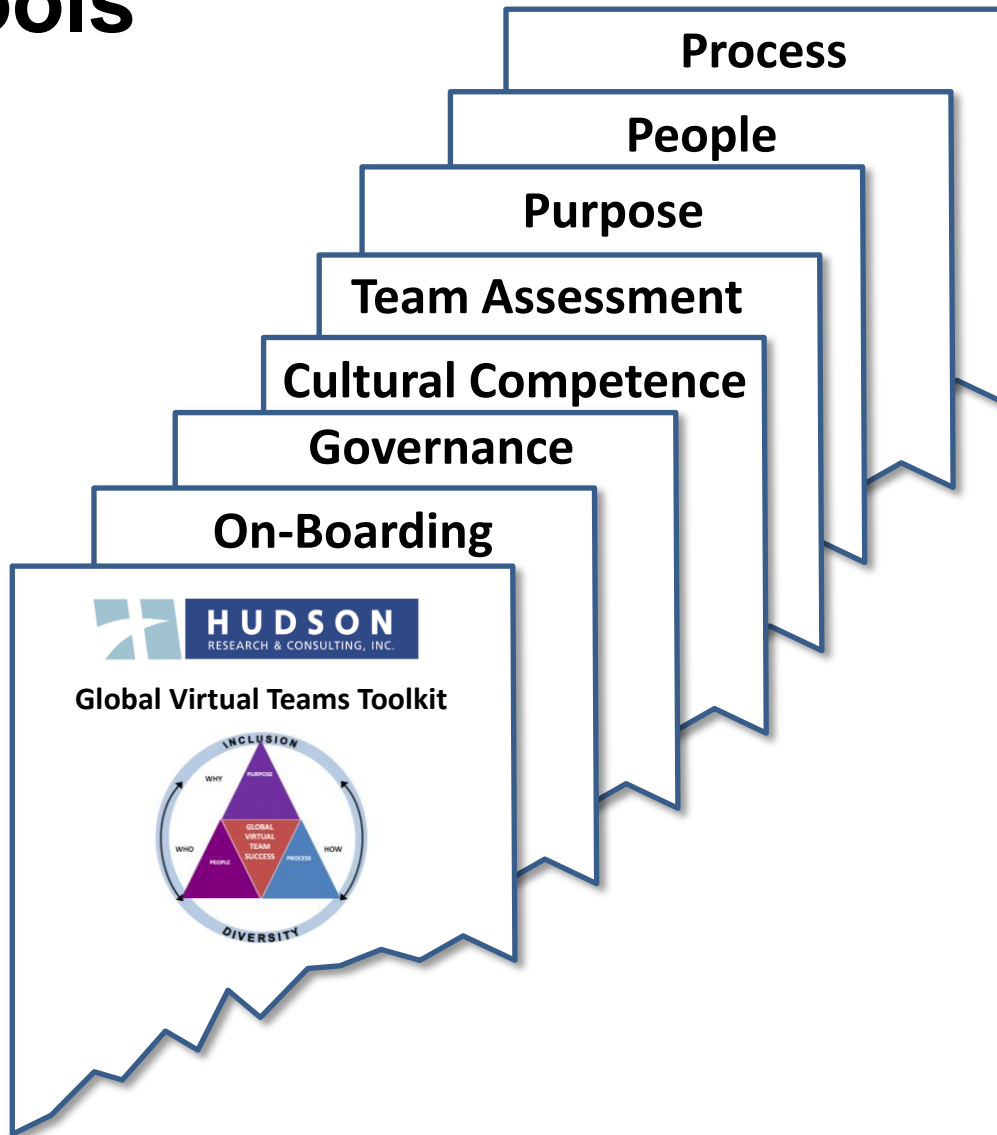 Process
People
Purpose
Team Assessment
Cultural Competence
Governance
On-Boarding
HUDSON
RESEARCH & CONSULTING, INC.
Global Virtual Teams Toolkit
INCLUSION
WHY
PURPOSE
GLOBAL
VIRTUAL
TEAM
SUCCESS
WHO
PEOPLE
PROCESS
HOW
DIVERSITY